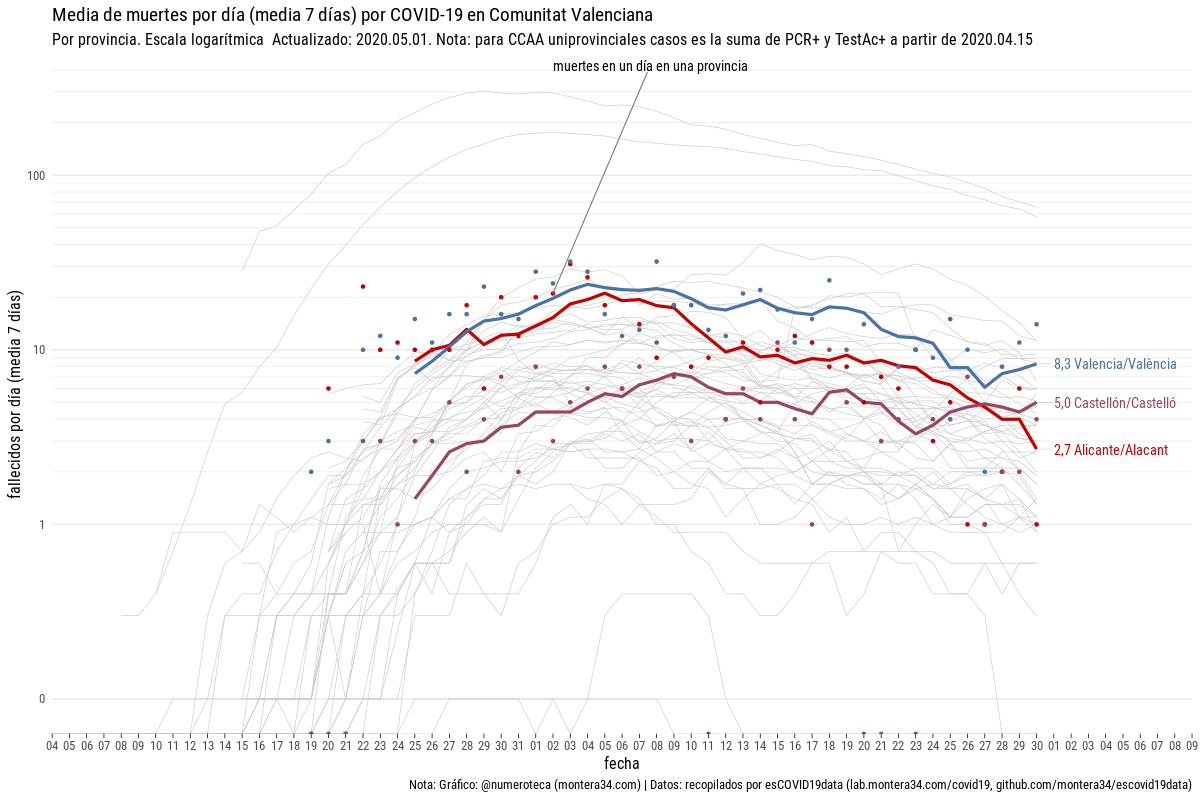 Media de muertes por día (media 7 días) por COVID-19 en Comunitat Valenciana
Por provincia. Escala logarítmica  Actualizado: 2020.05.01. Nota: para CCAA uniprovinciales casos es la suma de PCR+ y TestAc+ a partir de 2020.04.15
muertes en un día en una provincia
fallecidos por día (media  7 días)
100
10
1
0
8,3 Valencia/València
5,0 Castellón/Castelló
2,7 Alicante/Alacant
04 05 06 07 08 09 10 11 12 13 14 15 16 17 18 19 20 21 22 23 24 25 26 27 28 29 30 31 01 02 03 04 05 06 07 08 09 10 11 12 13 14 15 16 17 18 19 20 21 22 23 24 25 26 27 28 29 30 01 02 03 04 05 06 07 08 09
fecha
Nota: Gráfico: @numeroteca (montera34.com) | Datos: recopilados por esCOVID19data (lab.montera34.com/covid19, github.com/montera34/escovid19data)